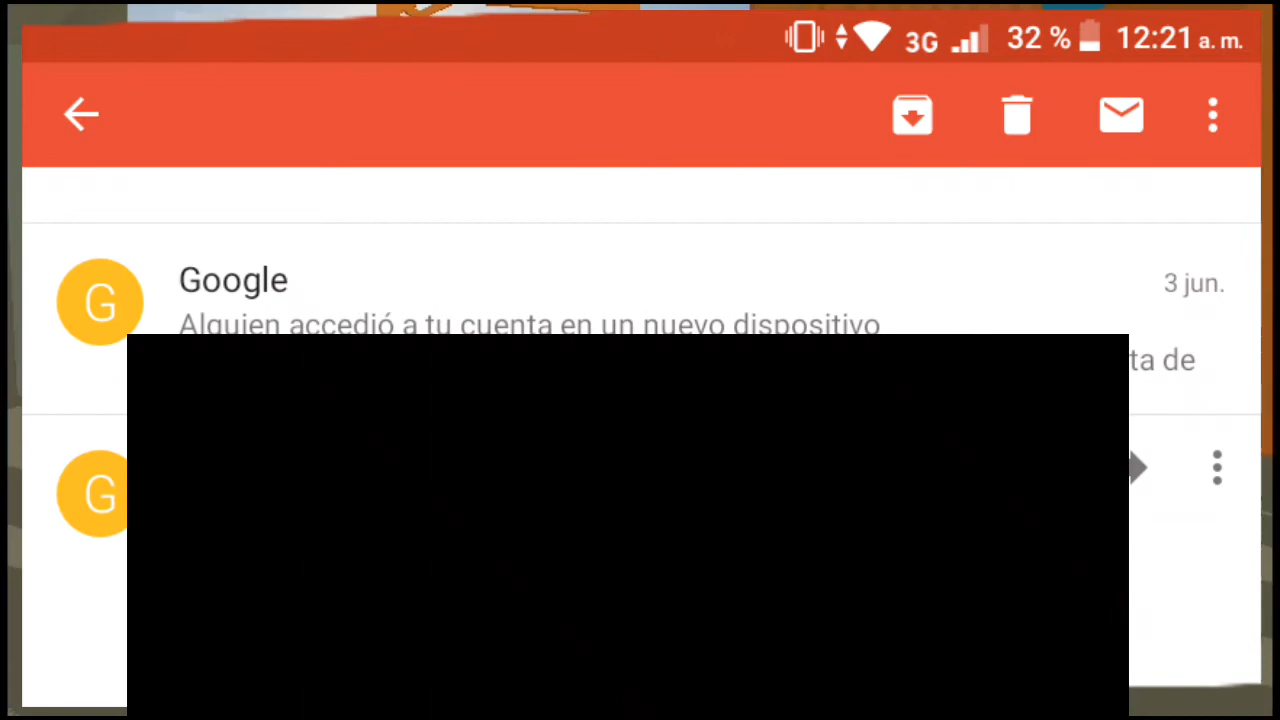 3G 32 % 12:21 a. m.
G Google 3 jun.
Alguien accedió a tu cuenta en un nuevo dispositivo
ta de
G